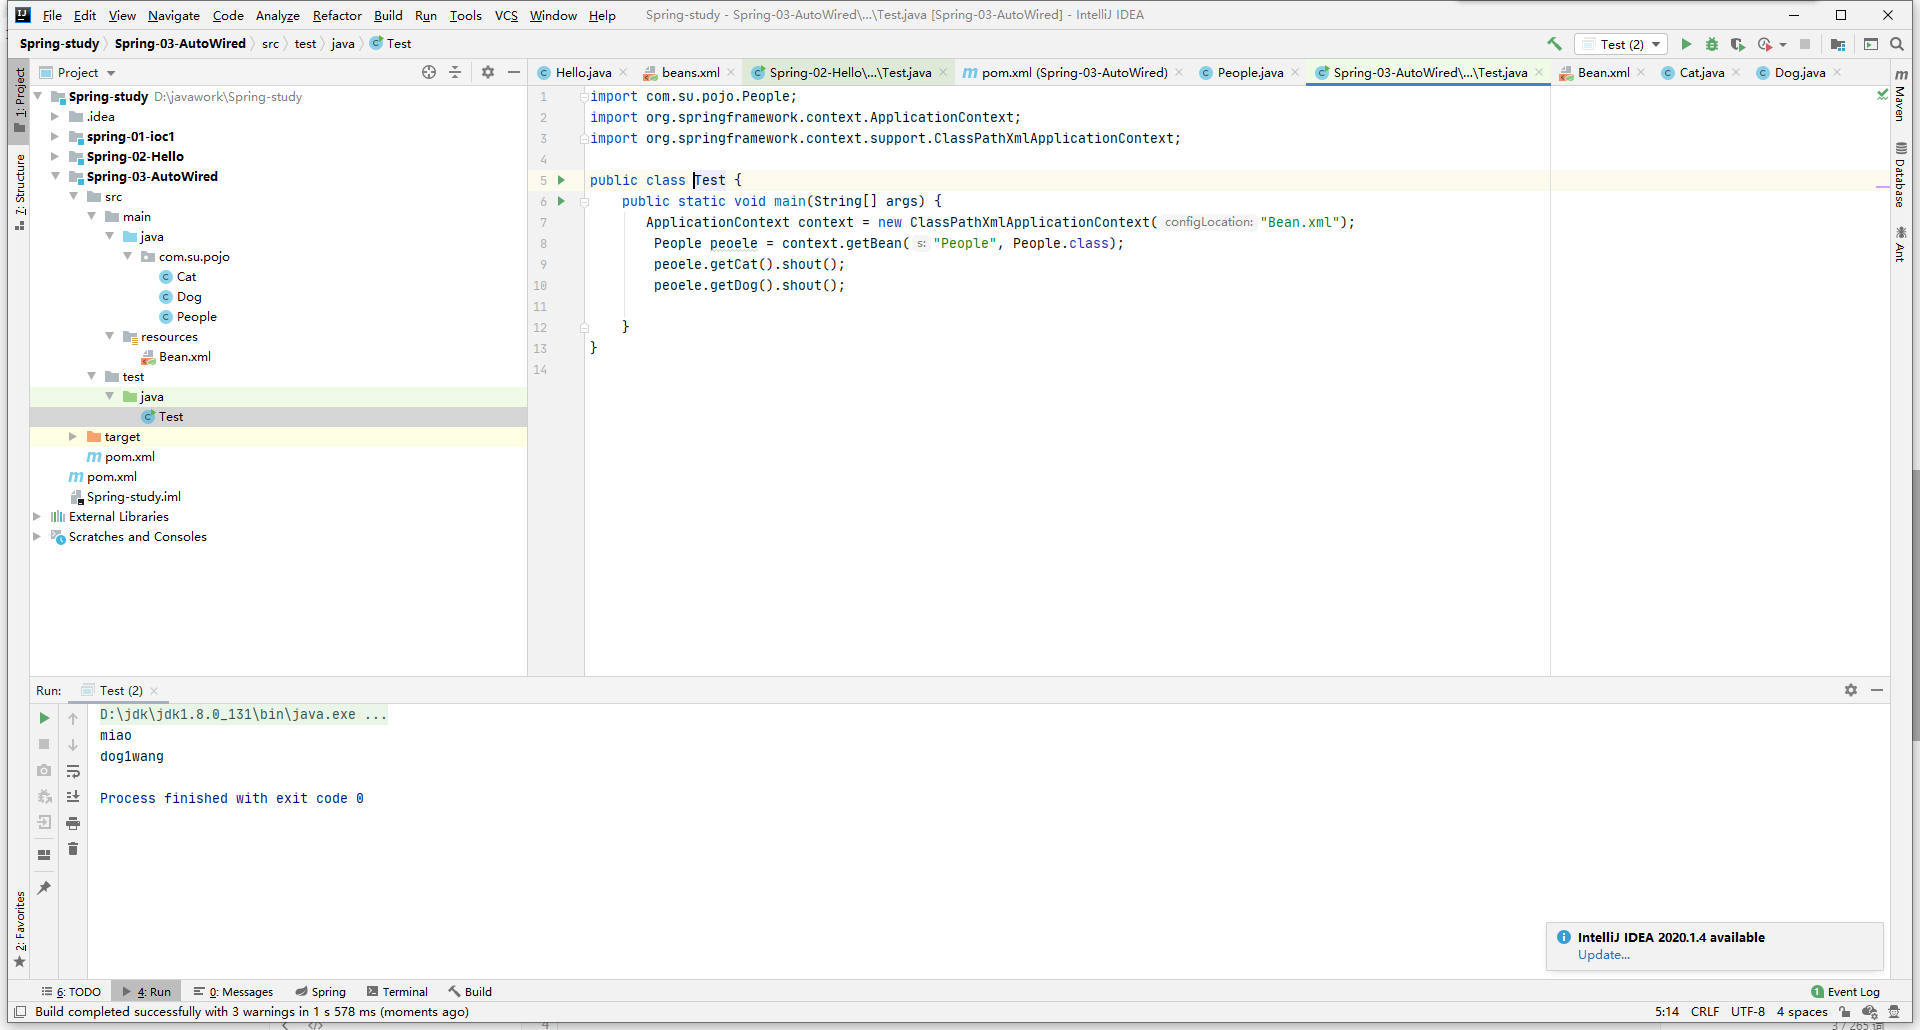 File Edit View Navigate Code Analyze Refactor Build Run Tools VCS Window Help Spring-study - Spring-03-AutoWired\...\Test.java [Spring-03-AutoWired] - IntelliJ IDEA
Spring-study Spring-03-AutoWired src test java Test
Test (2)
Project
Hello.java beans.xml Spring-02-Hello\...\Test.java pom.xml (Spring-03-AutoWired) People.java Spring-03-AutoWired\...\Test.java Bean.xml Cat.java Dog.java
1: Project
7: Structure
2: Favorites
Maven
Database
Ant
Spring-study D:\javawork\Spring-study
.idea
spring-01-ioc1
Spring-02-Hello
Spring-03-AutoWired
src
main
java
com.su.pojo
Cat
Dog
People
resources
Bean.xml
test
java
Test
target
pom.xml
pom.xml
Spring-study.iml
External Libraries
Scratches and Consoles
1 import com.su.pojo.People;
2 import org.springframework.context.ApplicationContext;
3 import org.springframework.context.support.ClassPathXmlApplicationContext;
4
5 public class Test {
6 public static void main(String[] args) {
7 ApplicationContext context = new ClassPathXmlApplicationContext( configLocation: "Bean.xml");
8 People peoele = context.getBean( s: "People", People.class);
9 peoele.getCat().shout();
10 peoele.getDog().shout();
11
12 }
13 }
14
Run: Test (2)
D:\jdk\jdk1.8.0_131\bin\java.exe ...
miao
dog1wang
Process finished with exit code 0
IntelliJ IDEA 2020.1.4 available
Update...
6: TODO 4: Run 0: Messages Spring Terminal Build 1 Event Log
Build completed successfully with 3 warnings in 1 s 578 ms (moments ago) 5:14 CRLF UTF-8 4 spaces